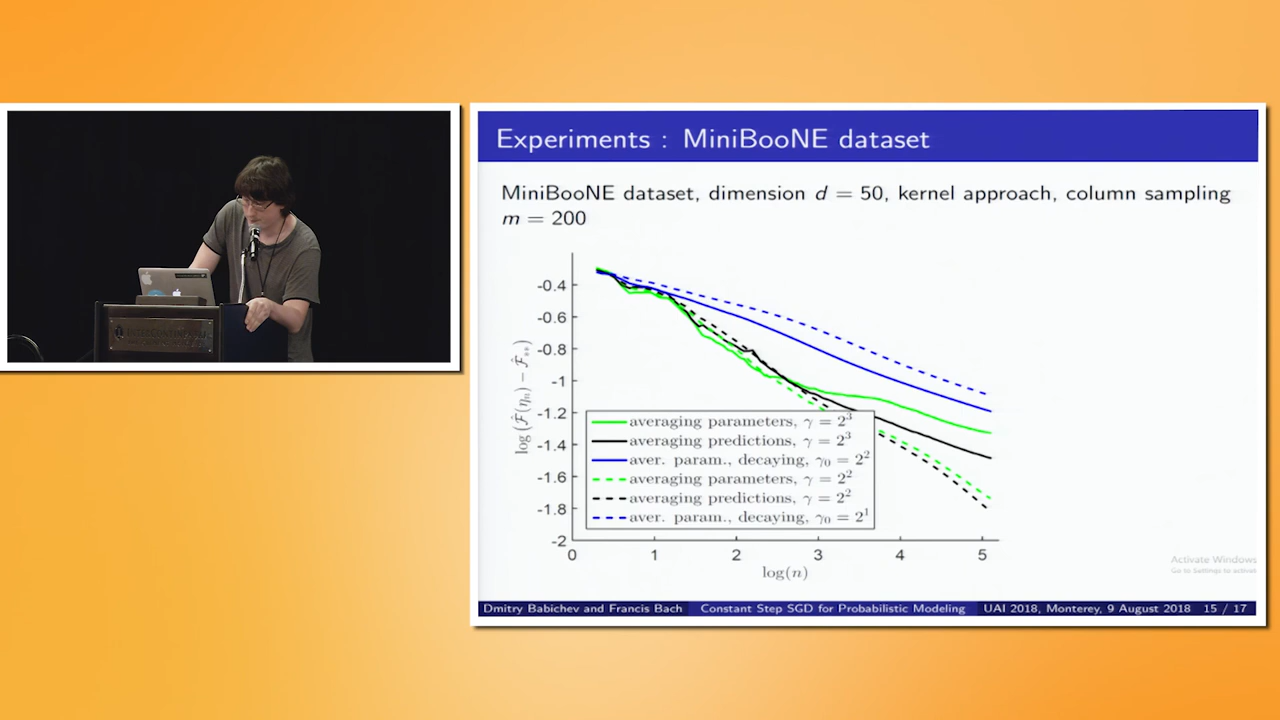 Experiments : MiniBooNE dataset
MiniBooNE dataset, dimension d = 50, kernel approach, column sampling
m = 200
-0.4
-0.6
-0.8
-1
-1.2
-1.4
-1.6
-1.8
-2
0 1 2 3 4 5
log(n)
averaging parameters, γ = 2³
averaging predictions, γ = 2³
aver. param., decaying, γ₀ = 2²
averaging parameters, γ = 2²
averaging predictions, γ = 2²
aver. param., decaying, γ₀ = 2¹
Activate Windows
Go to Settings to activate
Dmitry Babichev and Francis Bach Constant Step SGD for Probabilistic Modeling UAI 2018, Monterey, 9 August 2018 15 / 17